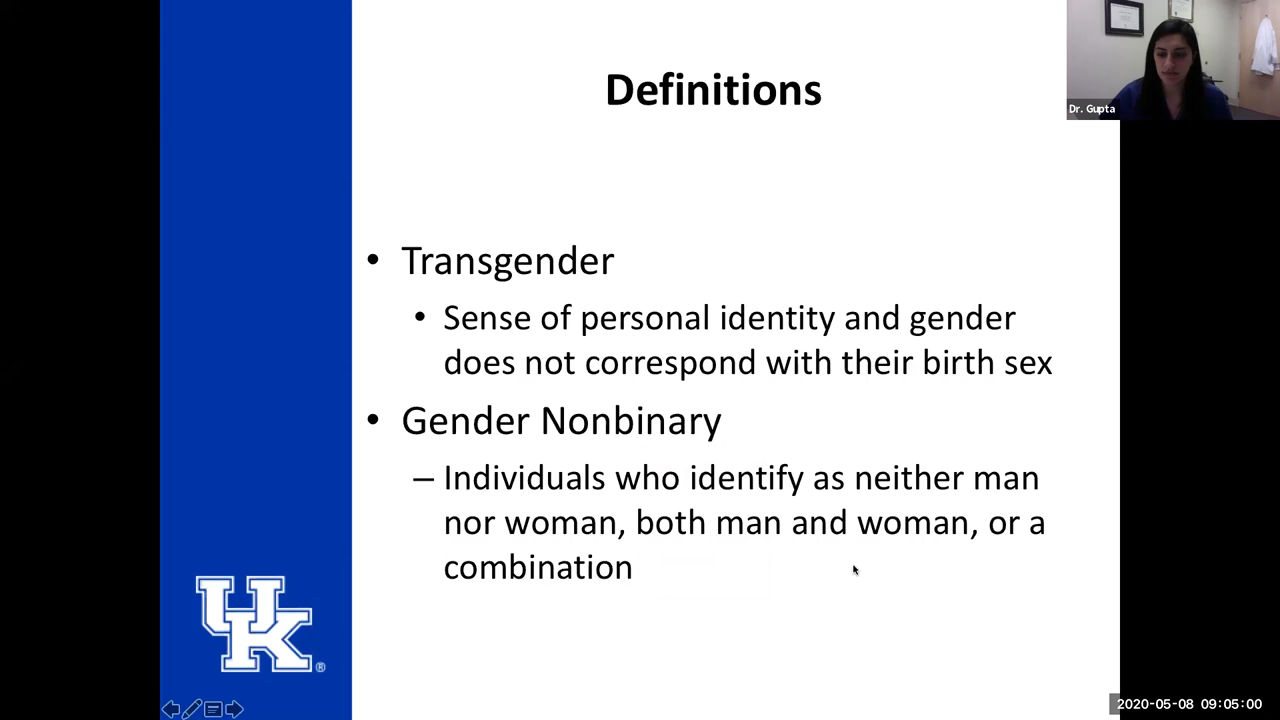 Definitions
Dr. Gupta
• Transgender
• Sense of personal identity and gender
does not correspond with their birth sex
• Gender Nonbinary
– Individuals who identify as neither man
nor woman, both man and woman, or a
combination
UK®
2020-05-08 09:05:00